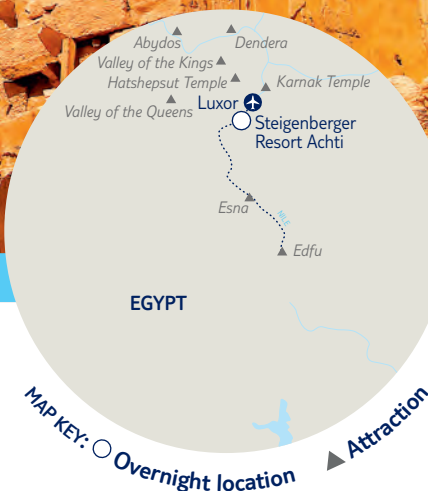 Abydos
Dendera
Valley of the Kings
Hatshepsut Temple
Karnak Temple
Valley of the Queens
Luxor
Steigenberger
Resort Achti
Esna
NILE
Edfu
EGYPT
MAP KEY: Overnight location
Attraction